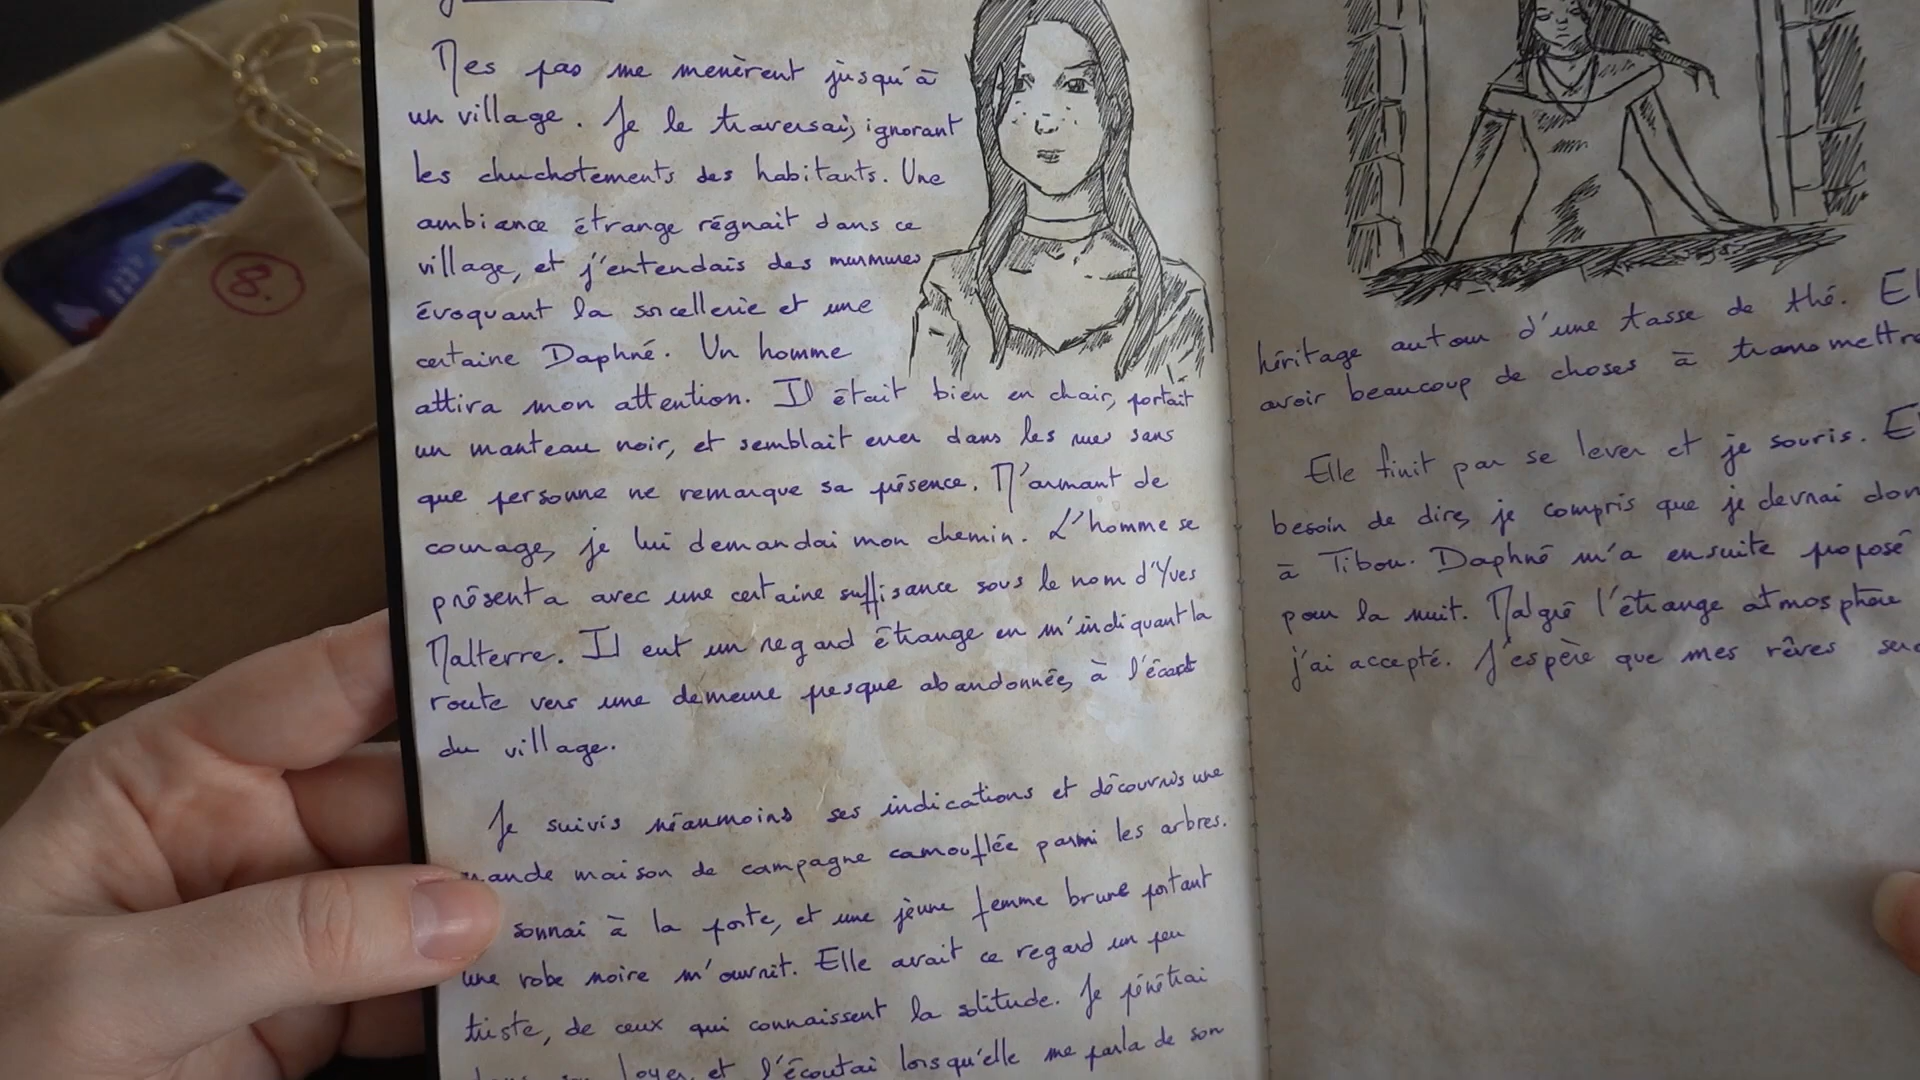 Mes pas me menèrent jusqu'à
un village. Je le traversai, ignorant
les chuchotements des habitants. Une
ambiance étrange régnait dans ce
village, et j'entendais des murmures
évoquant la sorcellerie et une
certaine Daphné. Un homme
attira mon attention. Il était bien en chair, portait
un manteau noir, et semblait errer dans les rues sans
que personne ne remarque sa présence. M'armant de
courage, je lui demandai mon chemin. L'homme se
présenta avec une certaine suffisance sous le nom d'Yves
Malterre. Il eut un regard étrange en m'indiquant la
route vers une demeure presque abandonnée, à l'écart
du village.
Je suivis néanmoins ses indications et découvris une
maison de campagne camouflée parmi les arbres.
sonnai à la porte, et une jeune femme brune portant
une robe noire m'ouvrit. Elle avait ce regard un peu
triste, de ceux qui connaissent la solitude. Je pénétrai
et l'écoutai lorsqu'elle me parla de son
héritage autour d'une tasse de thé.
avoir beaucoup de choses à transmettre
Elle finit par se lever et je souris.
besoin de dire, je compris que je devrai
à Tibou. Daphné m'a ensuite proposé
pour la nuit. Malgré l'étrange atmosphère
j'ai accepté. J'espère que mes rêves
8.